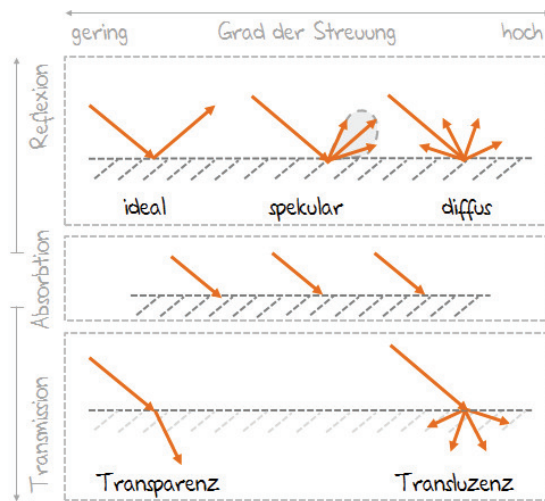 gering Grad der Streuung hoch
Reflexion
ideal spekular diffus
Absorbtion
Transmission
Transparenz Transluzenz